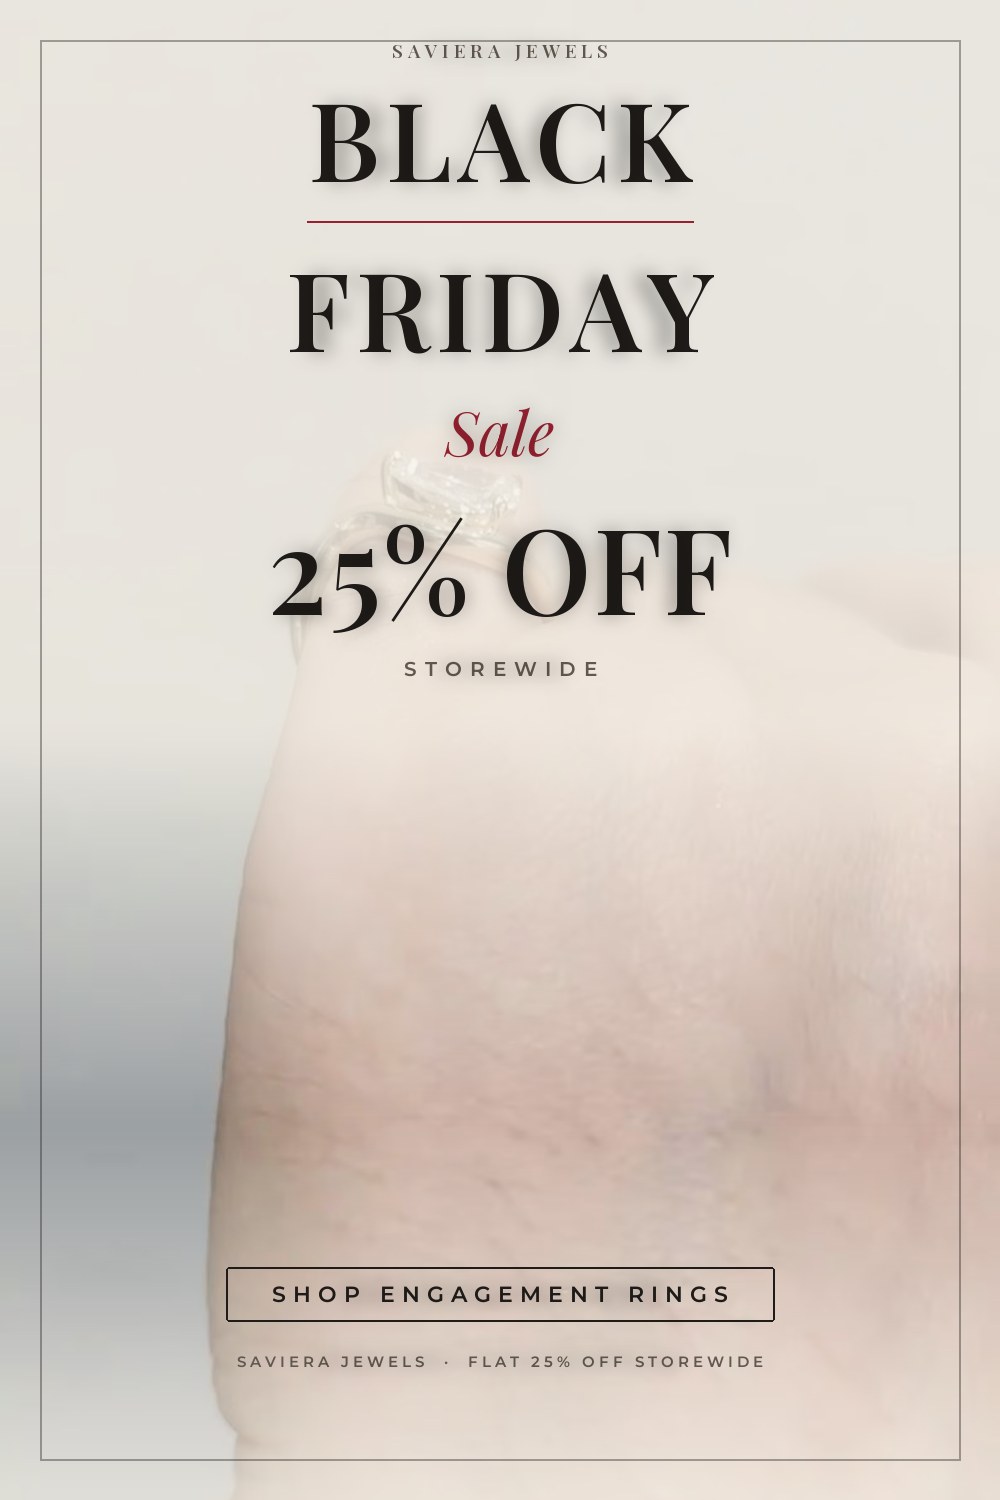 SAVIERA JEWELS
BLACK
FRIDAY
Sale
25% OFF
STOREWIDE
SHOP ENGAGEMENT RINGS
SAVIERA JEWELS · FLAT 25% OFF STOREWIDE